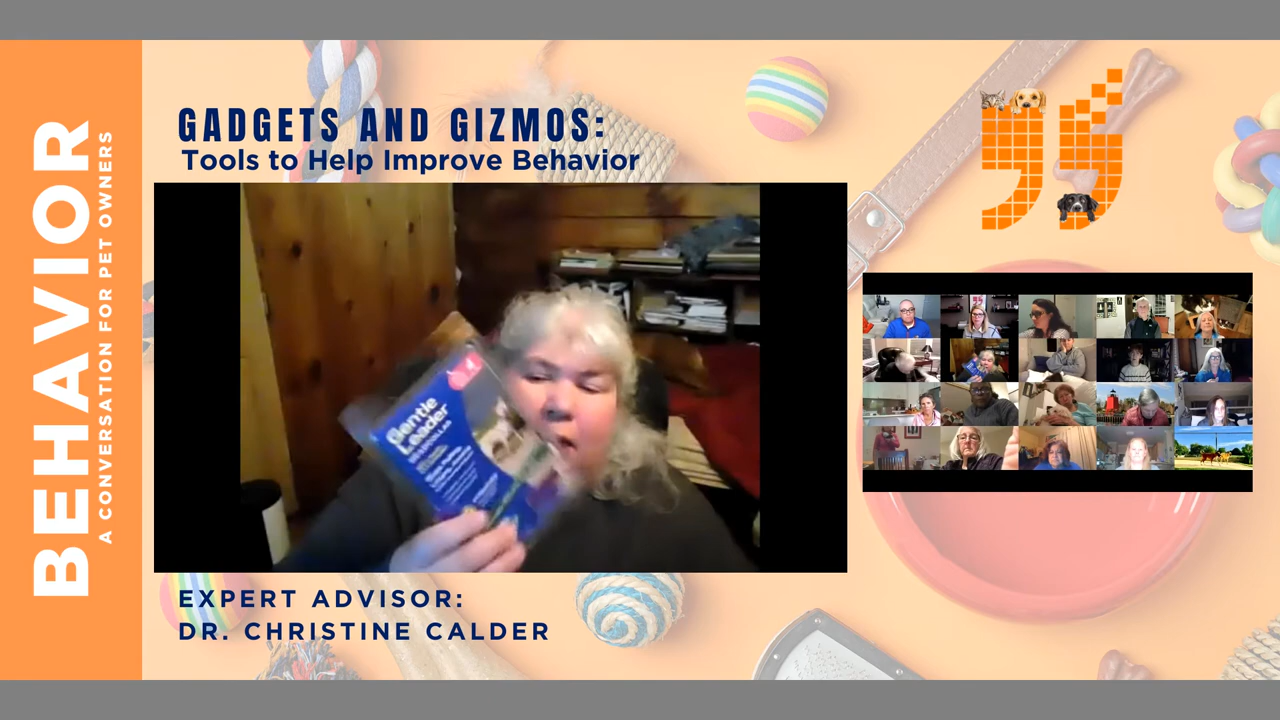 BEHAVIOR
A CONVERSATION FOR PET OWNERS
GADGETS AND GIZMOS:
Tools to Help Improve Behavior
Gentle
Leader
EXPERT ADVISOR:
DR. CHRISTINE CALDER